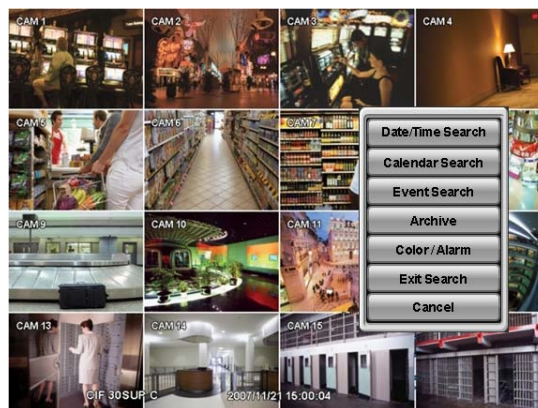 CAM 1
CAM 2
CAM 3
CAM 4
CAM 5
CAM 6
CAM 7
Date/Time Search
Calendar Search
Event Search
Archive
Color / Alarm
Exit Search
Cancel
CAM 9
CAM 10
CAM 11
CAM 13
CAM 14
CAM 15
CIF 30SUP C
2007/11/21 15:00:04